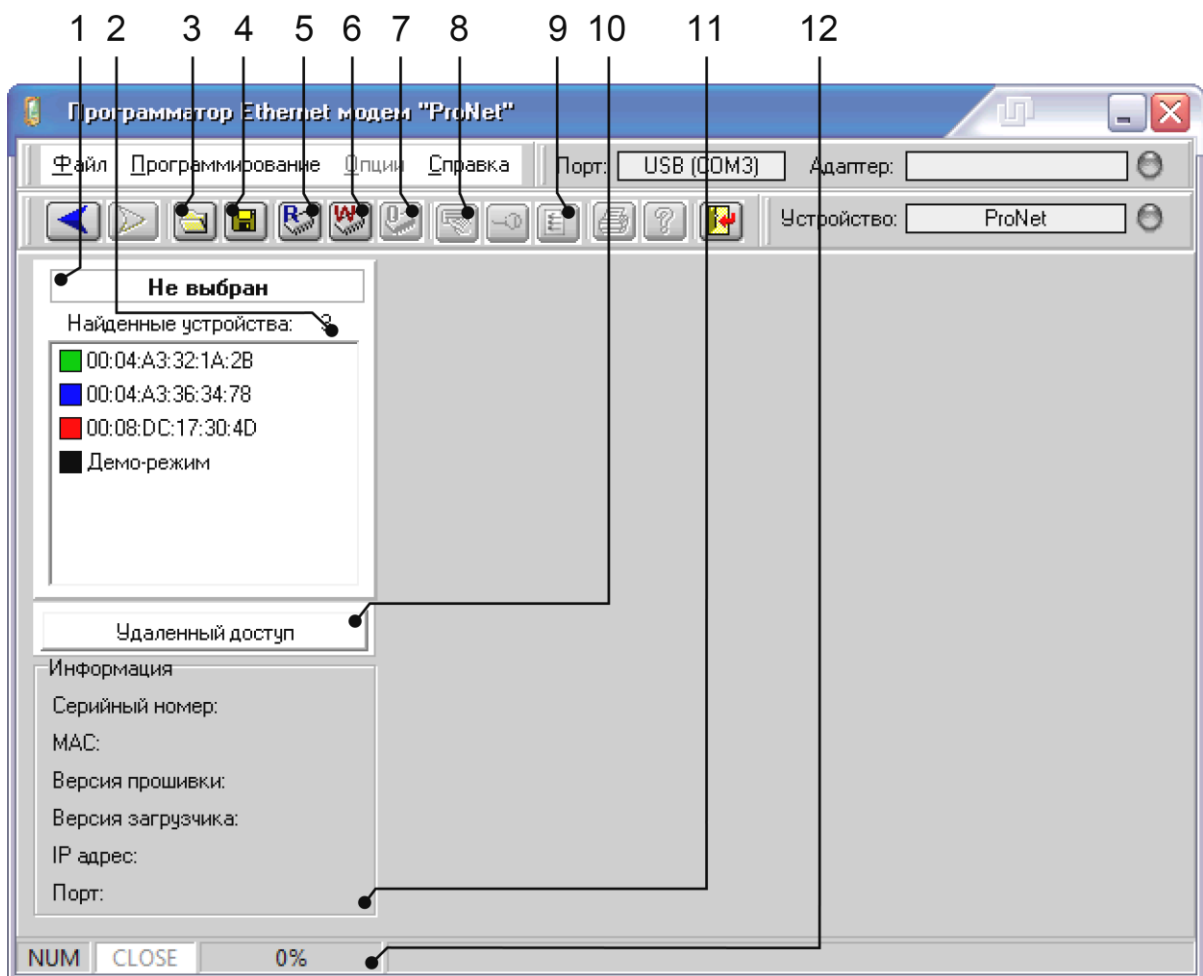 1 2 3 4 5 6 7 8 9 10 11 12
Программатор Ethernet модем "ProNet"
Файл Программирование Опции Справка Порт: USB (COM3) Адаптер:
R W 0 ? Устройство: ProNet
Не выбран
Найденные устройства: 3
00:04:A3:32:1A:2B
00:04:A3:36:34:78
00:08:DC:17:30:4D
Демо-режим
Удаленный доступ
Информация
Серийный номер:
MAC:
Версия прошивки:
Версия загрузчика:
IP адрес:
Порт:
NUM CLOSE 0%